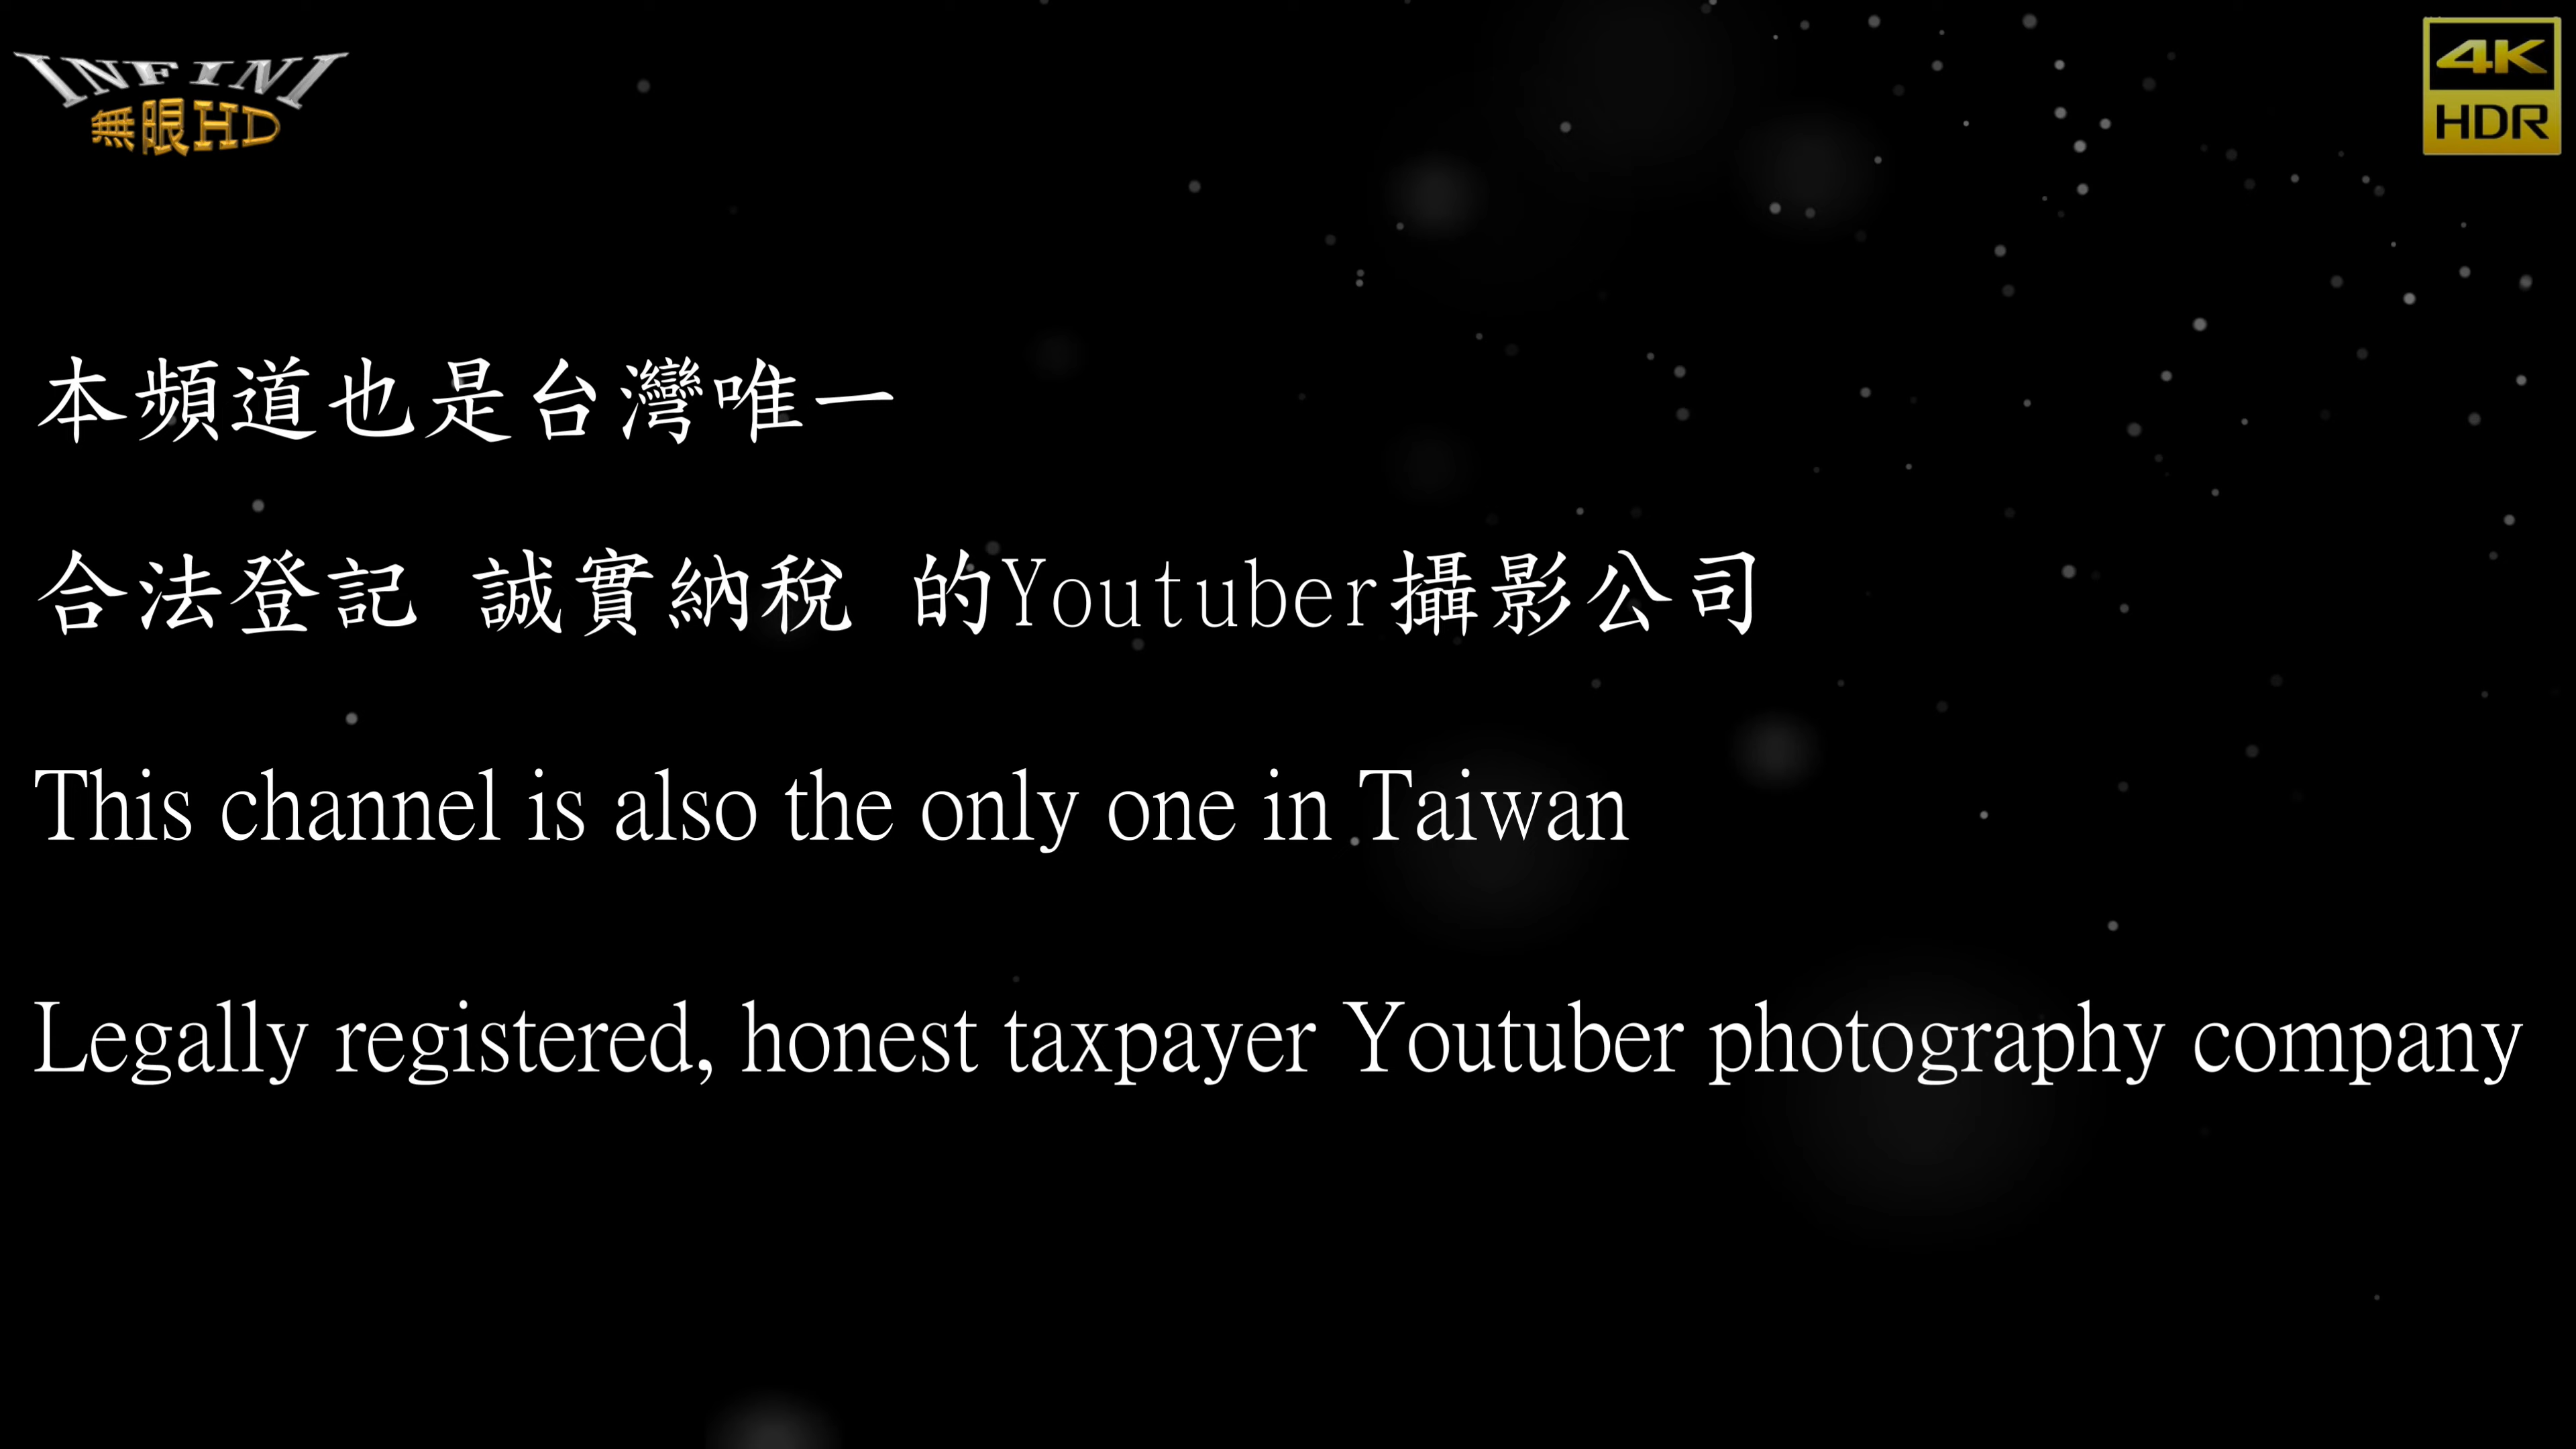 INFINI
無限HD
4K
HDR
本頻道也是台灣唯一
合法登記 誠實納稅 的Youtuber攝影公司
This channel is also the only one in Taiwan
Legally registered, honest taxpayer Youtuber photography company